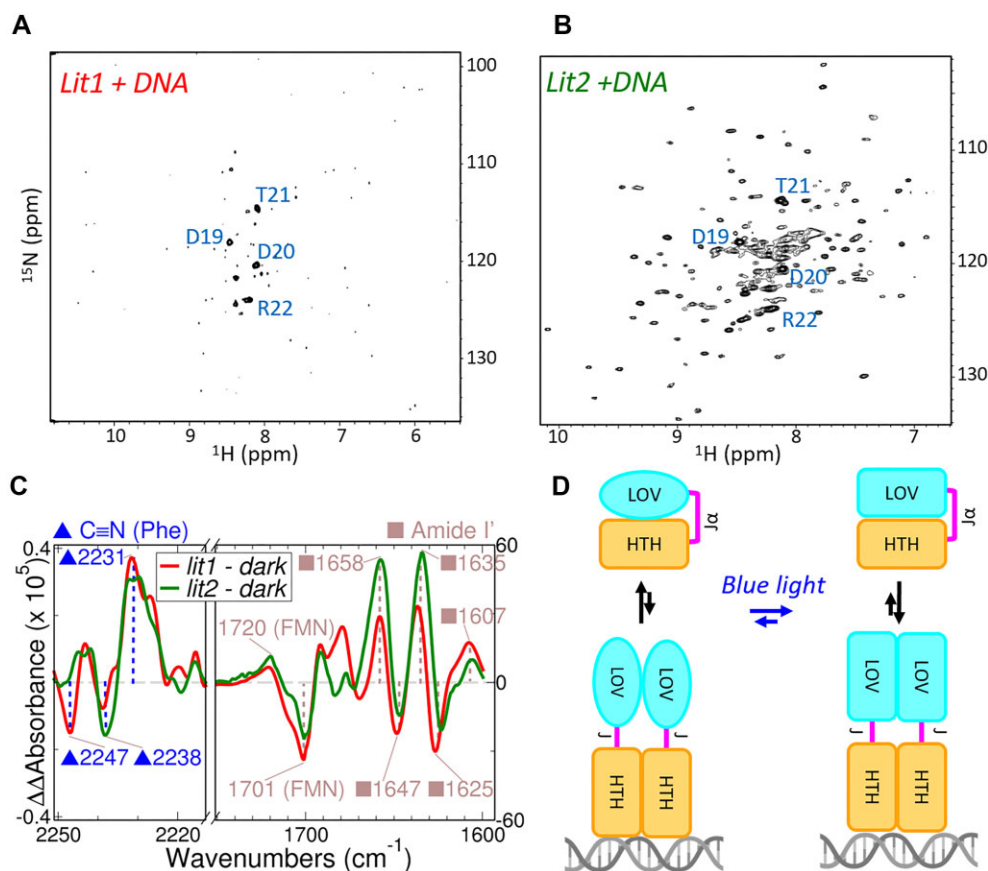 A
Lit1 + DNA
T21
D19
D20
R22
100
110
120
130
10
9
8
7
6
¹⁵N (ppm)
¹H (ppm)
B
Lit2 +DNA
T21
D19
D20
R22
110
120
130
10
9
8
7
¹H (ppm)
C
▲ C≡N (Phe)
■ Amide I'
▲2231
lit1 - dark
lit2 - dark
■1658
■1635
■1607
1720 (FMN)
▲2247
▲2238
1701 (FMN)
■1647
■1625
0.4
0
-0.4
60
0
-60
ΔΔAbsorbance (x 10⁵)
2250
2220
1700
1600
Wavenumbers (cm⁻¹)
D
LOV
HTH
Jα
LOV
HTH
Jα
Blue light
LOV
LOV
J
J
HTH
HTH
LOV
LOV
J
J
HTH
HTH